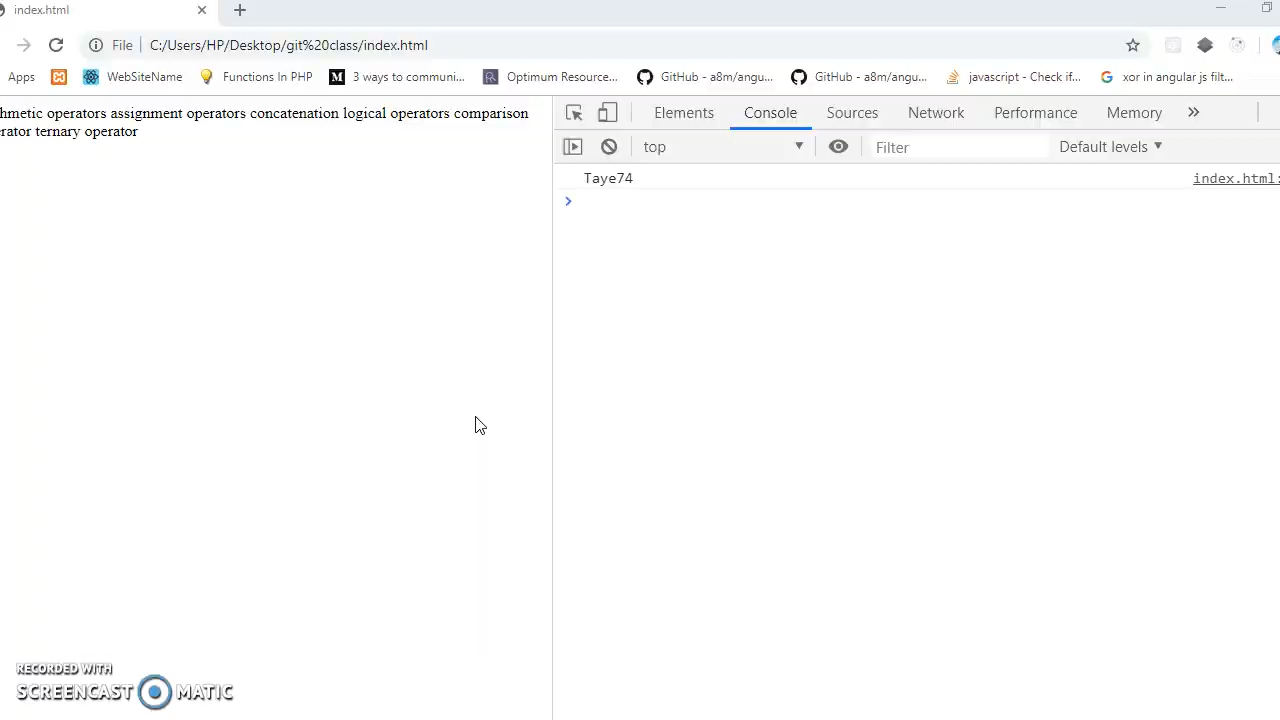 index.html
File C:/Users/HP/Desktop/git%20class/index.html
Apps WebSiteName Functions In PHP 3 ways to communi... Optimum Resource... GitHub - a8m/angu... GitHub - a8m/angu... javascript - Check if... xor in angular js filt...
hmetic operators assignment operators concatenation logical operators comparison
erator ternary operator
Elements Console Sources Network Performance Memory
top Filter Default levels
Taye74 index.html:
RECORDED WITH
SCREENCAST MATIC